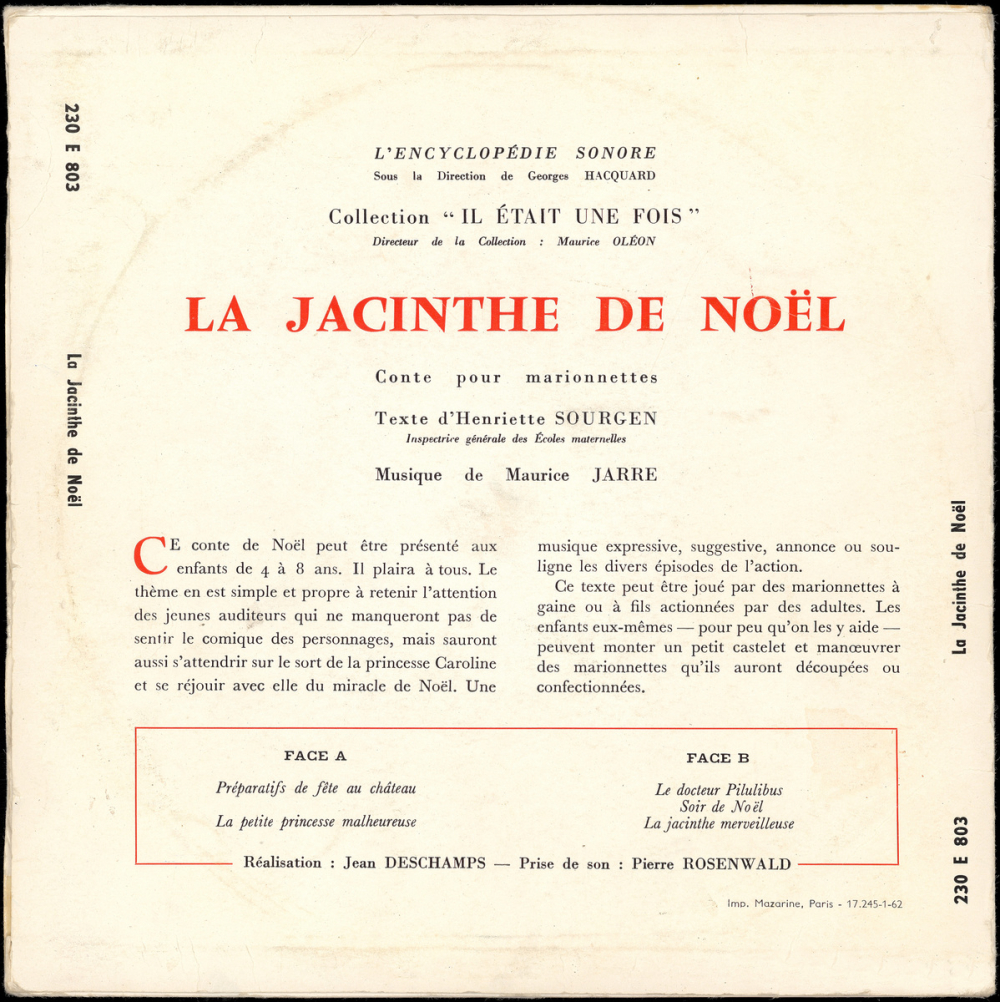 230 E 803
La Jacinthe de Noël
L'ENCYCLOPÉDIE SONORE
Sous la Direction de Georges HACQUARD
Collection “ IL ÉTAIT UNE FOIS ”
Directeur de la Collection : Maurice OLÉON
LA JACINTHE DE NOËL
Conte pour marionnettes
Texte d'Henriette SOURGEN
Inspectrice générale des Écoles maternelles
Musique de Maurice JARRE
CE conte de Noël peut être présenté aux
enfants de 4 à 8 ans. Il plaira à tous. Le
thème en est simple et propre à retenir l'attention
des jeunes auditeurs qui ne manqueront pas de
sentir le comique des personnages, mais sauront
aussi s'attendrir sur le sort de la princesse Caroline
et se réjouir avec elle du miracle de Noël. Une
musique expressive, suggestive, annonce ou sou-
ligne les divers épisodes de l'action.
Ce texte peut être joué par des marionnettes à
gaine ou à fils actionnées par des adultes. Les
enfants eux-mêmes — pour peu qu'on les y aide —
peuvent monter un petit castelet et manœuvrer
des marionnettes qu'ils auront découpées ou
confectionnées.
FACE A
Préparatifs de fête au château
La petite princesse malheureuse
FACE B
Le docteur Pilulibus
Soir de Noël
La jacinthe merveilleuse
Réalisation : Jean DESCHAMPS — Prise de son : Pierre ROSENWALD
Imp. Mazarine, Paris - 17.245-1-62
La Jacinthe de Noël
230 E 803